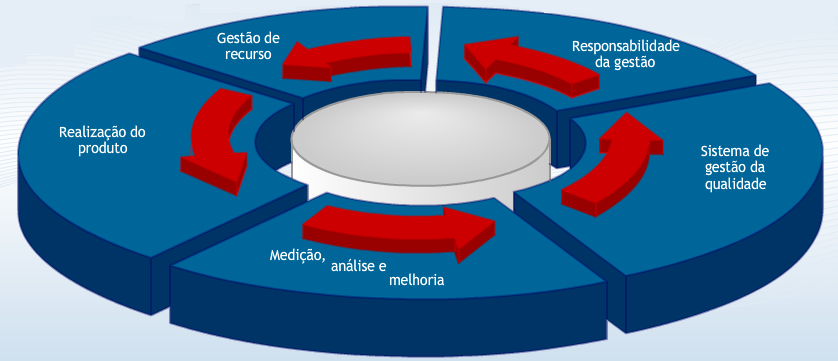 Gestão de
recurso
Responsabilidade
da gestão
Realização do
produto
Sistema de
gestão da
qualidade
Medição,
análise e
melhoria